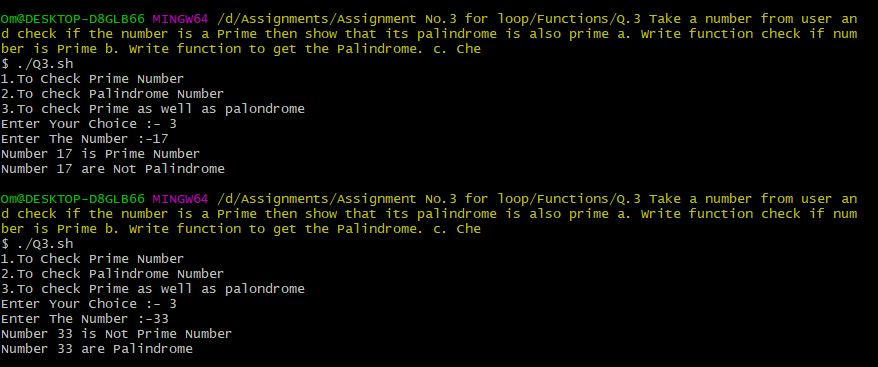 Om@DESKTOP-D8GLB66 MINGW64 /d/Assignments/Assignment No.3 for loop/Functions/Q.3 Take a number from user an
d check if the number is a Prime then show that its palindrome is also prime a. Write function check if num
ber is Prime b. Write function to get the Palindrome. c. Che
$ ./Q3.sh
1.To Check Prime Number
2.To check Palindrome Number
3.To check Prime as well as palondrome
Enter Your Choice :- 3
Enter The Number :-17
Number 17 is Prime Number
Number 17 are Not Palindrome
Om@DESKTOP-D8GLB66 MINGW64 /d/Assignments/Assignment No.3 for loop/Functions/Q.3 Take a number from user an
d check if the number is a Prime then show that its palindrome is also prime a. Write function check if num
ber is Prime b. Write function to get the Palindrome. c. Che
$ ./Q3.sh
1.To Check Prime Number
2.To check Palindrome Number
3.To check Prime as well as palondrome
Enter Your Choice :- 3
Enter The Number :-33
Number 33 is Not Prime Number
Number 33 are Palindrome